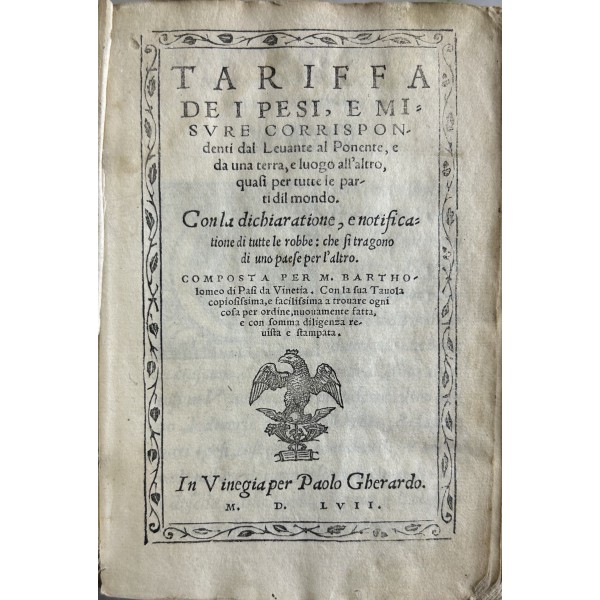 TARIFFA
DE I PESI, E MI-
SVRE CORRISPON-
denti dal Leuante al Ponente, e
da una terra, e luogo all'altro,
quasi per tutte le par-
ti dil mondo.
Con la dichiaratione, e notifica-
tione di tutte le robbe: che si tragono
di uno paese per l'altro.
COMPOSTA PER M. BARTHO-
lomeo di Pasi da Vinetia. Con la sua Tauola
copiosissima, e facilissima a trouare ogni
cosa per ordine, nuouamente fatta,
e con somma diligenza re-
uista e stampata.
In Vinegia per Paolo Gherardo.
M. D. LVII.